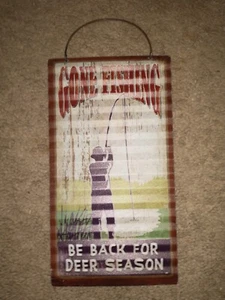 GONE FISHING
BE BACK FOR
DEER SEASON.